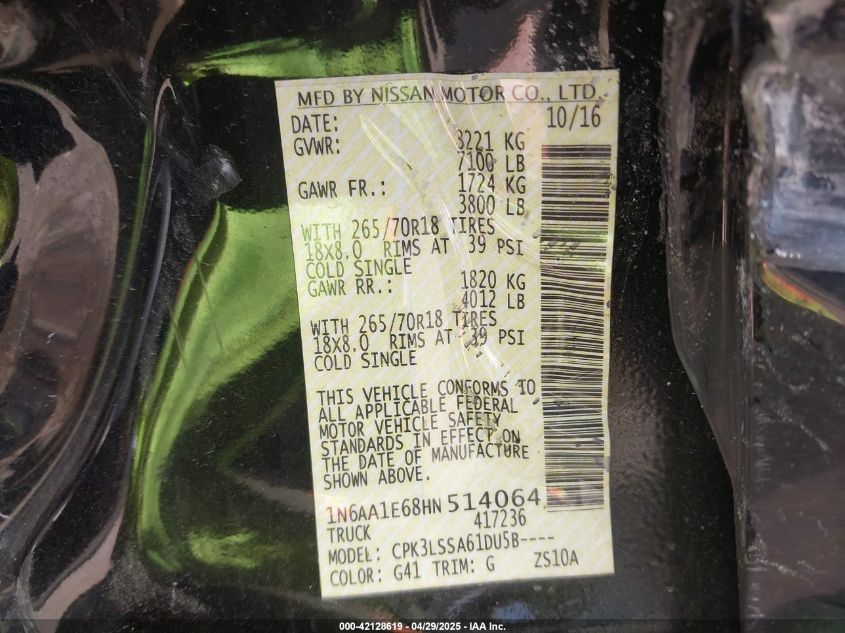 MFD BY NISSAN MOTOR CO., LTD.
DATE: 10/16
GVWR: 3221 KG
7100 LB
GAWR FR.: 1724 KG
3800 LB
WITH 265/70R18 TIRES
18X8.0 RIMS AT 39 PSI
COLD SINGLE
GAWR RR.: 1820 KG
4012 LB
WITH 265/70R18 TIRES
18X8.0 RIMS AT 39 PSI
COLD SINGLE
THIS VEHICLE CONFORMS TO
ALL APPLICABLE FEDERAL
MOTOR VEHICLE SAFETY
STANDARDS IN EFFECT ON
THE DATE OF MANUFACTURE
SHOWN ABOVE.
1N6AA1E68HN514064
TRUCK 417236
MODEL: CPK3LSSA61DU5B----
COLOR: G41 TRIM: G ZS10A
000-42128619 - 04/29/2025 - IAA Inc.